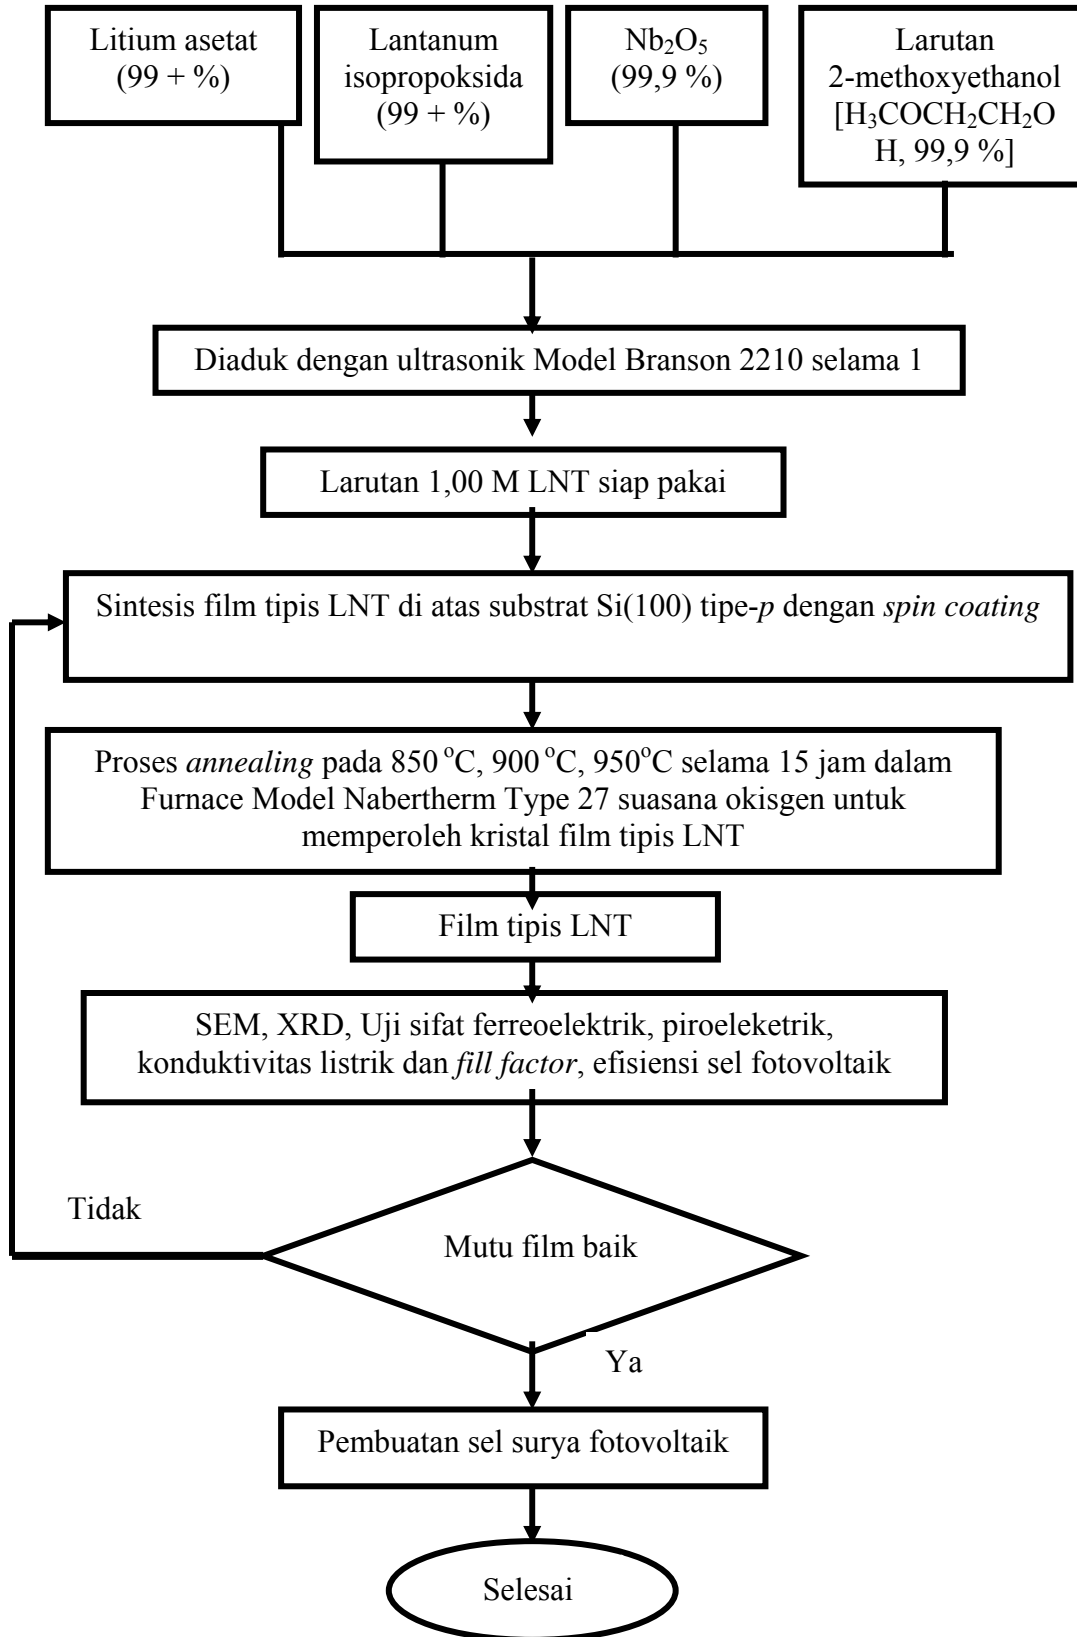 Litium asetat
(99 + %)
Lantanum
isopropoksida
(99 + %)
Nb₂O₅
(99,9 %)
Larutan
2-methoxyethanol
[H₃COCH₂CH₂O
H, 99,9 %]
Diaduk dengan ultrasonik Model Branson 2210 selama 1
Larutan 1,00 M LNT siap pakai
Sintesis film tipis LNT di atas substrat Si(100) tipe-p dengan spin coating
Proses annealing pada 850 °C, 900 °C, 950°C selama 15 jam dalam
Furnace Model Nabertherm Type 27 suasana okisgen untuk
memperoleh kristal film tipis LNT
Film tipis LNT
SEM, XRD, Uji sifat ferreoelektrik, piroeleketrik,
konduktivitas listrik dan fill factor, efisiensi sel fotovoltaik
Tidak
Mutu film baik
Ya
Pembuatan sel surya fotovoltaik
Selesai